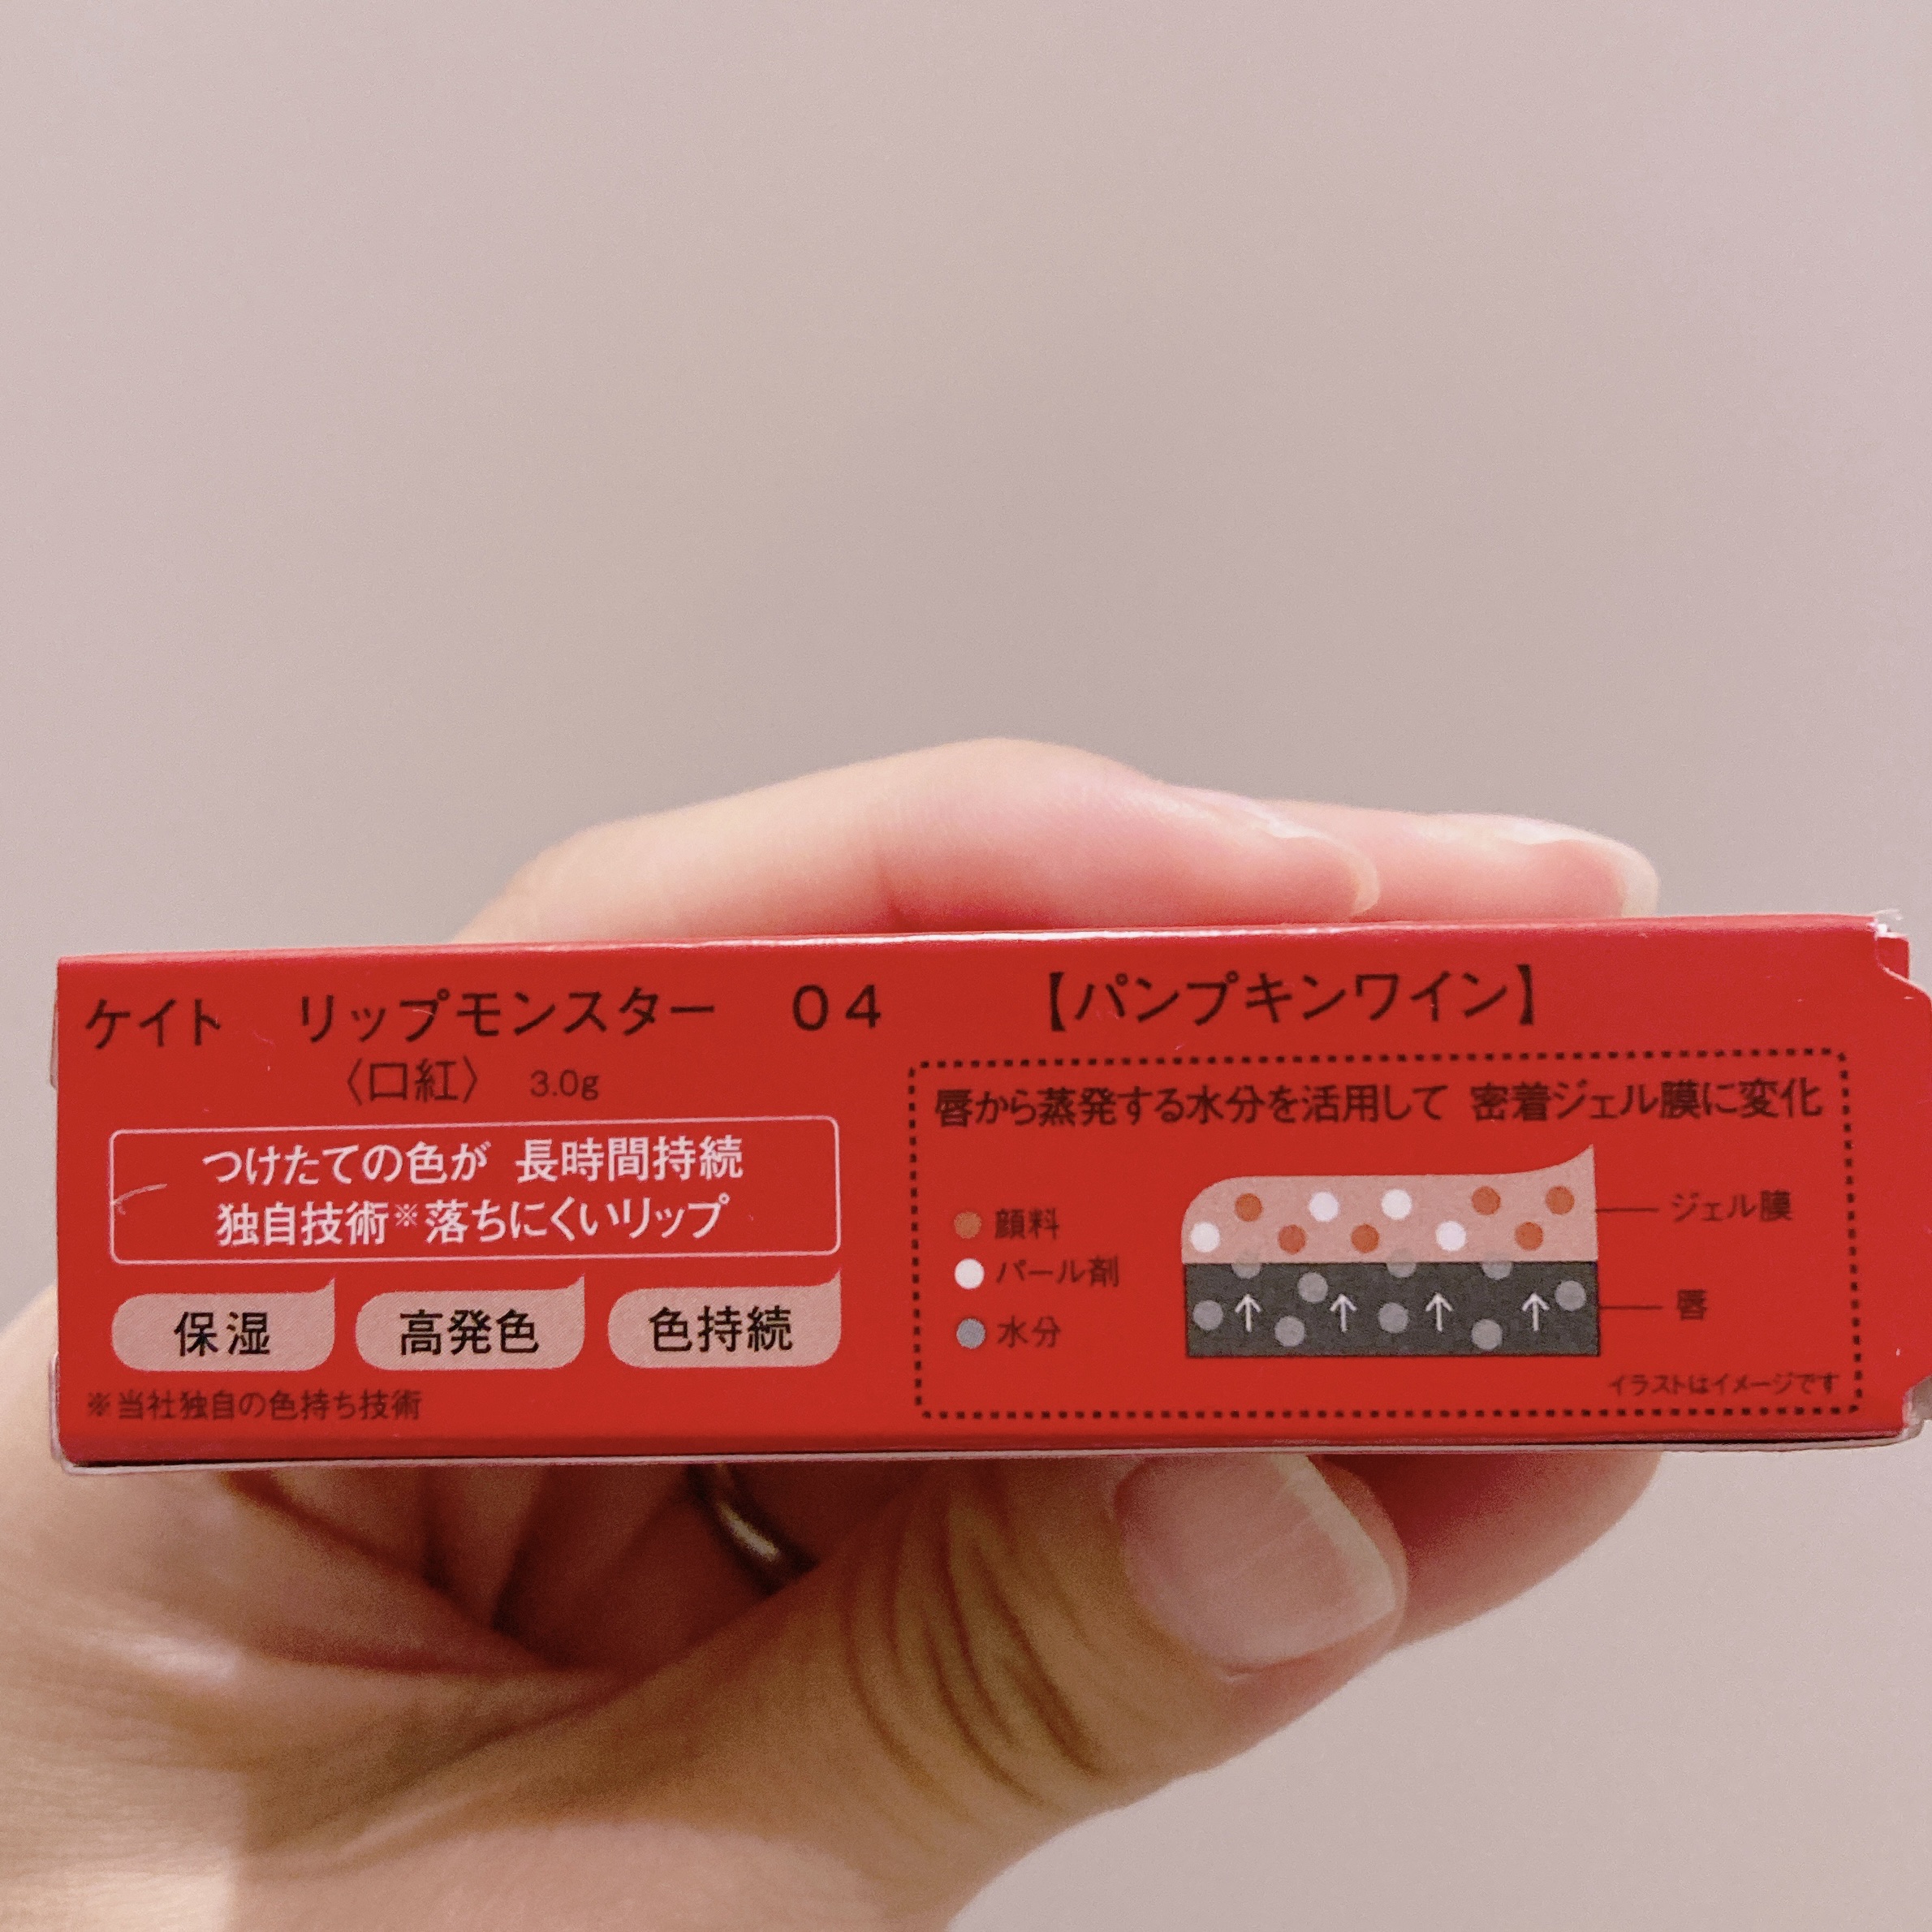 ケイト リップモンスター 04 【パンプキンワイン】
〈口紅〉 3.0g
つけたての色が 長時間持続
独自技術※落ちにくいリップ
保湿 高発色 色持続
※当社独自の色持ち技術
唇から蒸発する水分を活用して 密着ジェル膜に変化
顔料
パール剤
水分
ジェル膜
唇
イラストはイメージです